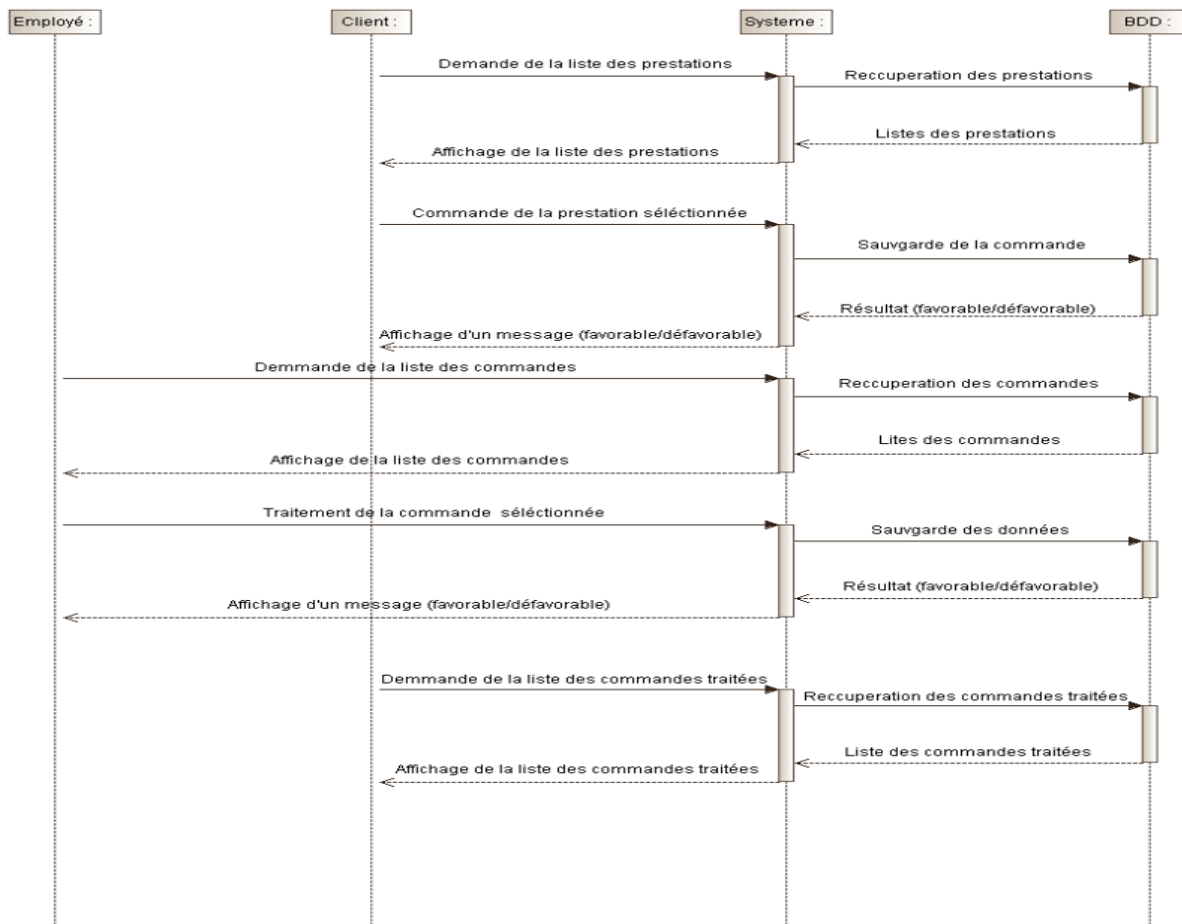 Employé :
Client :
Systeme :
BDD :
Demande de la liste des prestations
Reccuperation des prestations
Listes des prestations
Affichage de la liste des prestations
Commande de la prestation séléctionnée
Sauvgarde de la commande
Résultat (favorable/défavorable)
Affichage d'un message (favorable/défavorable)
Demmande de la liste des commandes
Reccuperation des commandes
Lites des commandes
Affichage de la liste des commandes
Traitement de la commande séléctionnée
Sauvgarde des données
Résultat (favorable/défavorable)
Affichage d'un message (favorable/défavorable)
Demmande de la liste des commandes traitées
Reccuperation des commandes traitées
Liste des commandes traitées
Affichage de la liste des commandes traitées